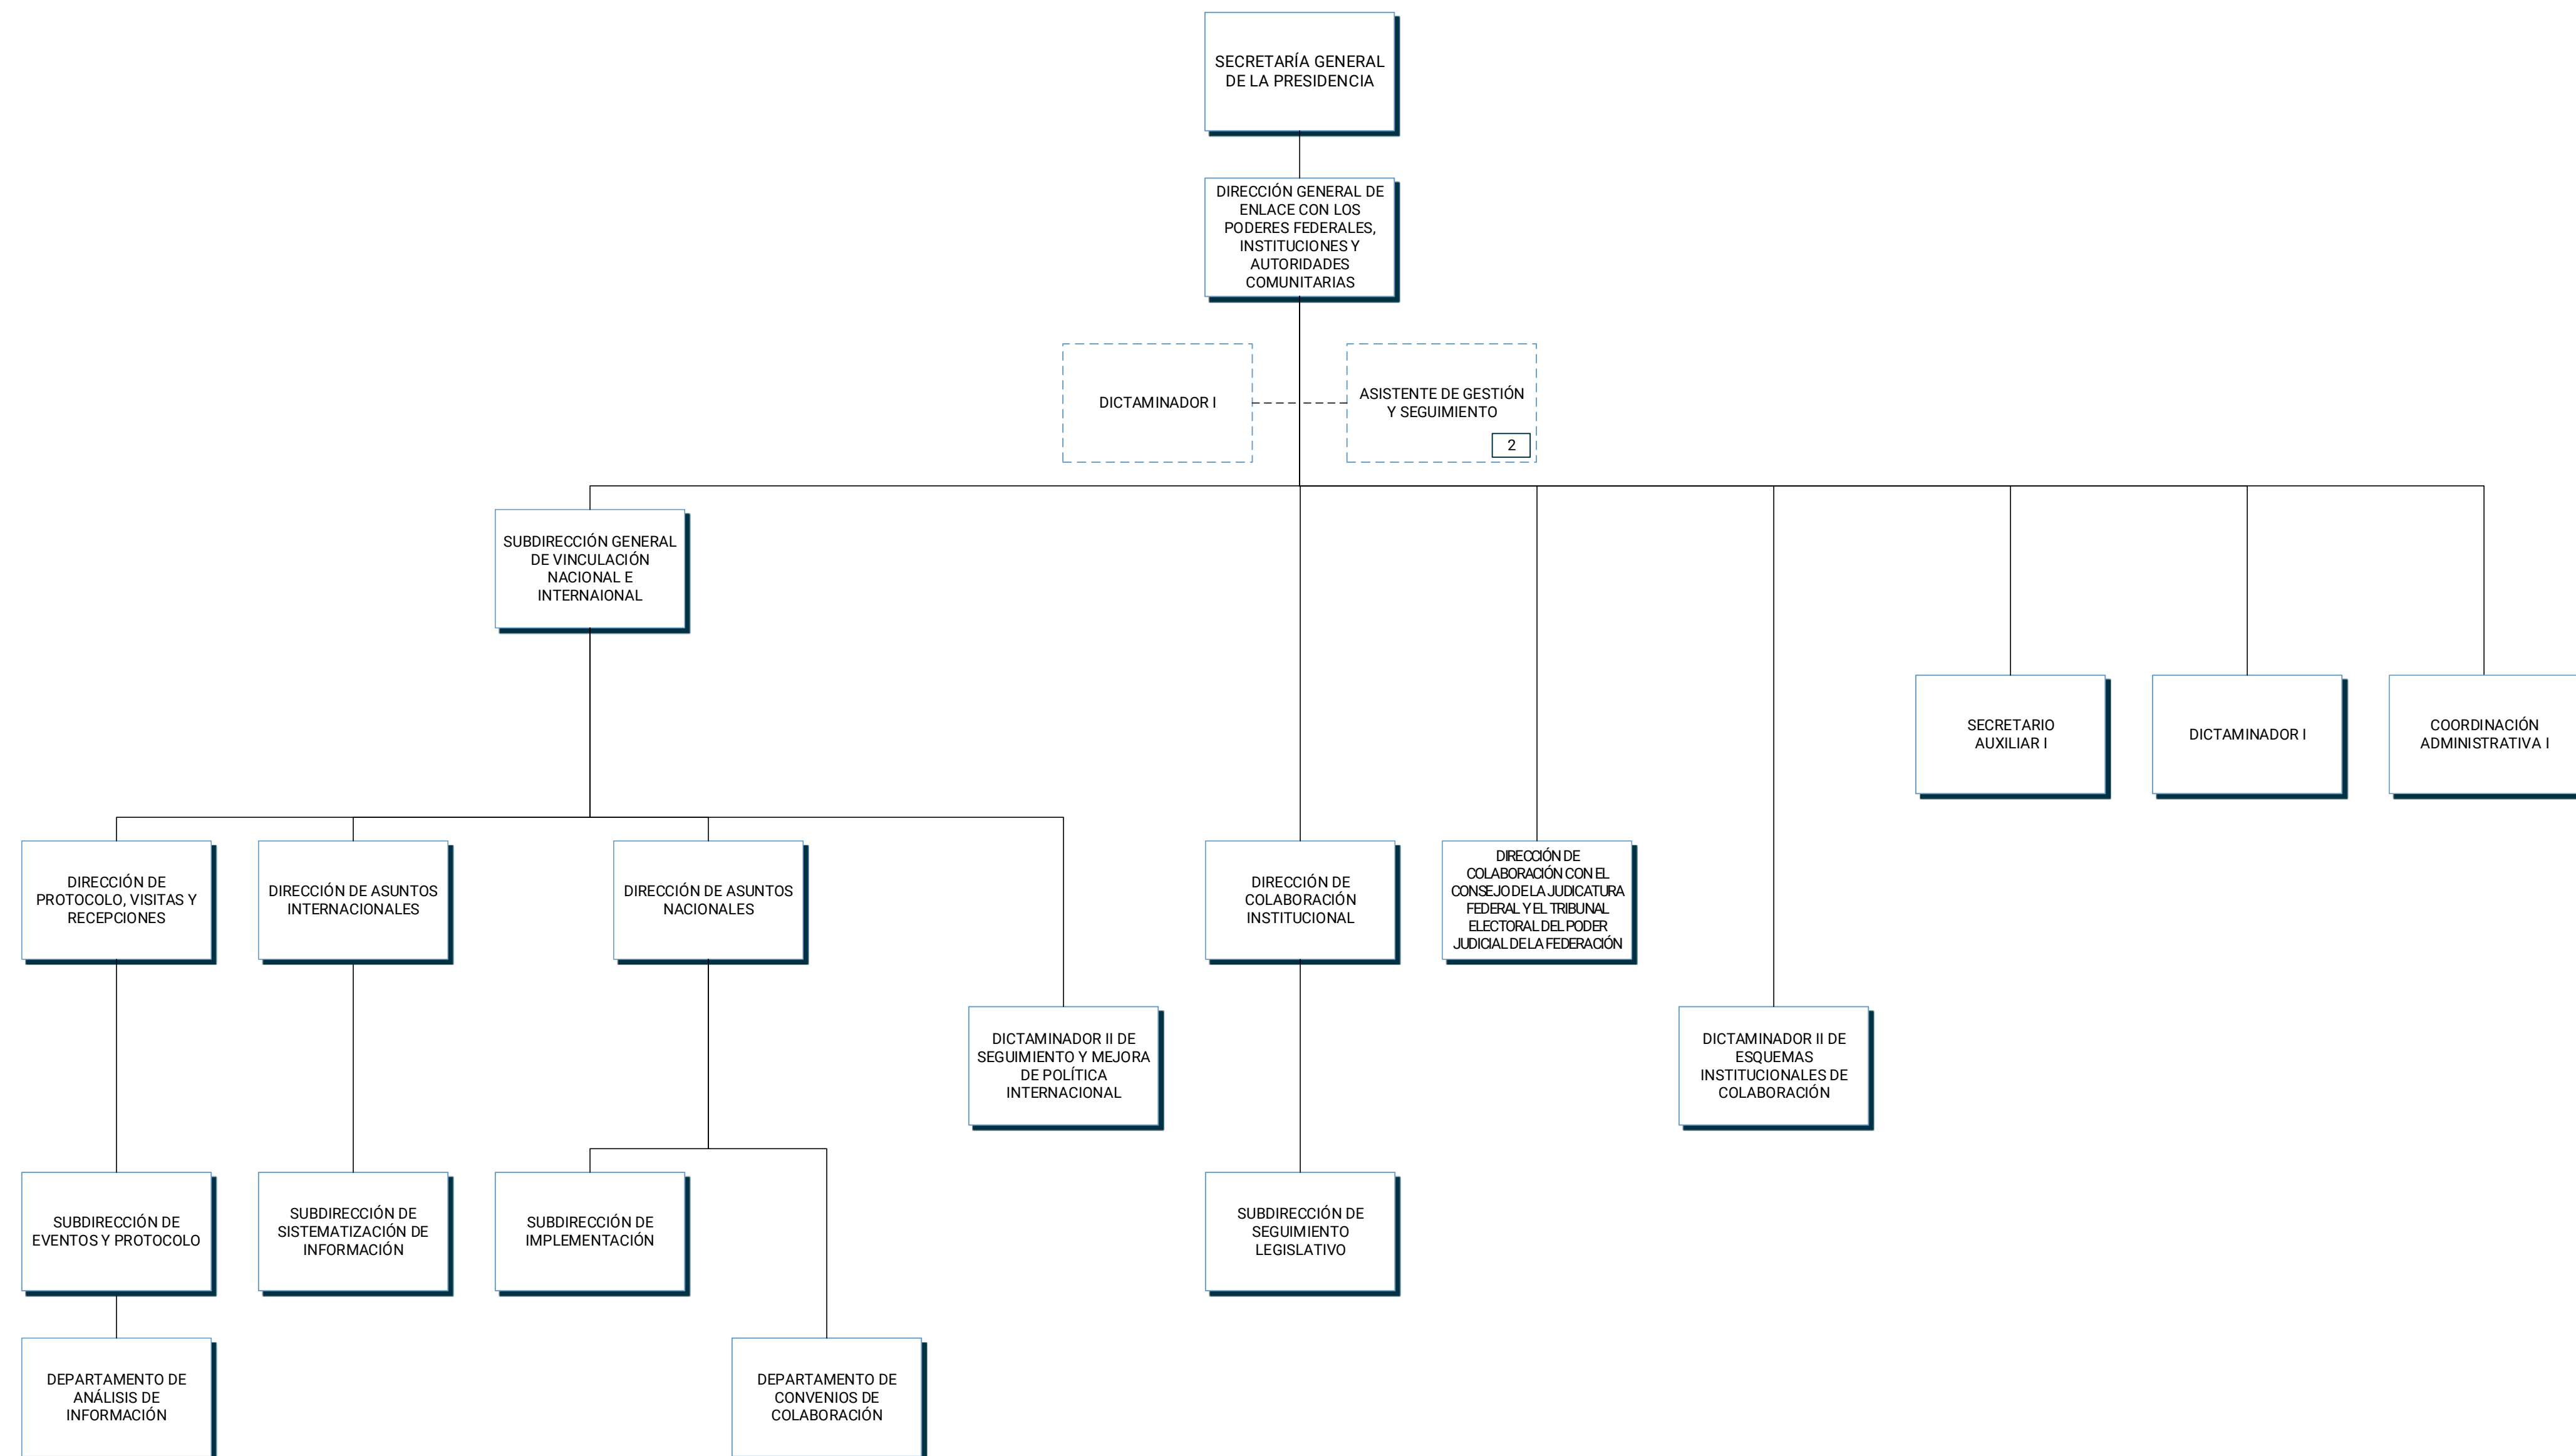 SECRETARÍA GENERAL
DE LA PRESIDENCIA
DIRECCIÓN GENERAL DE
ENLACE CON LOS
PODERES FEDERALES,
INSTITUCIONES Y
AUTORIDADES
COMUNITARIAS
DICTAMINADOR I
ASISTENTE DE GESTIÓN
Y SEGUIMIENTO
2
SUBDIRECCIÓN GENERAL
DE VINCULACIÓN
NACIONAL E
INTERNAIONAL
SECRETARIO
AUXILIAR I
DICTAMINADOR I
COORDINACIÓN
ADMINISTRATIVA I
DIRECCIÓN DE
PROTOCOLO, VISITAS Y
RECEPCIONES
DIRECCIÓN DE ASUNTOS
INTERNACIONALES
DIRECCIÓN DE ASUNTOS
NACIONALES
DIRECCIÓN DE
COLABORACIÓN
INSTITUCIONAL
DIRECCIÓN DE
COLABORACIÓN CON EL
CONSEJO DE LA JUDICATURA
FEDERAL Y EL TRIBUNAL
ELECTORAL DEL PODER
JUDICIAL DE LA FEDERACIÓN
DICTAMINADOR II DE
SEGUIMIENTO Y MEJORA
DE POLÍTICA
INTERNACIONAL
DICTAMINADOR II DE
ESQUEMAS
INSTITUCIONALES DE
COLABORACIÓN
SUBDIRECCIÓN DE
EVENTOS Y PROTOCOLO
SUBDIRECCIÓN DE
SISTEMATIZACIÓN DE
INFORMACIÓN
SUBDIRECCIÓN DE
IMPLEMENTACIÓN
SUBDIRECCIÓN DE
SEGUIMIENTO
LEGISLATIVO
DEPARTAMENTO DE
ANÁLISIS DE
INFORMACIÓN
DEPARTAMENTO DE
CONVENIOS DE
COLABORACIÓN